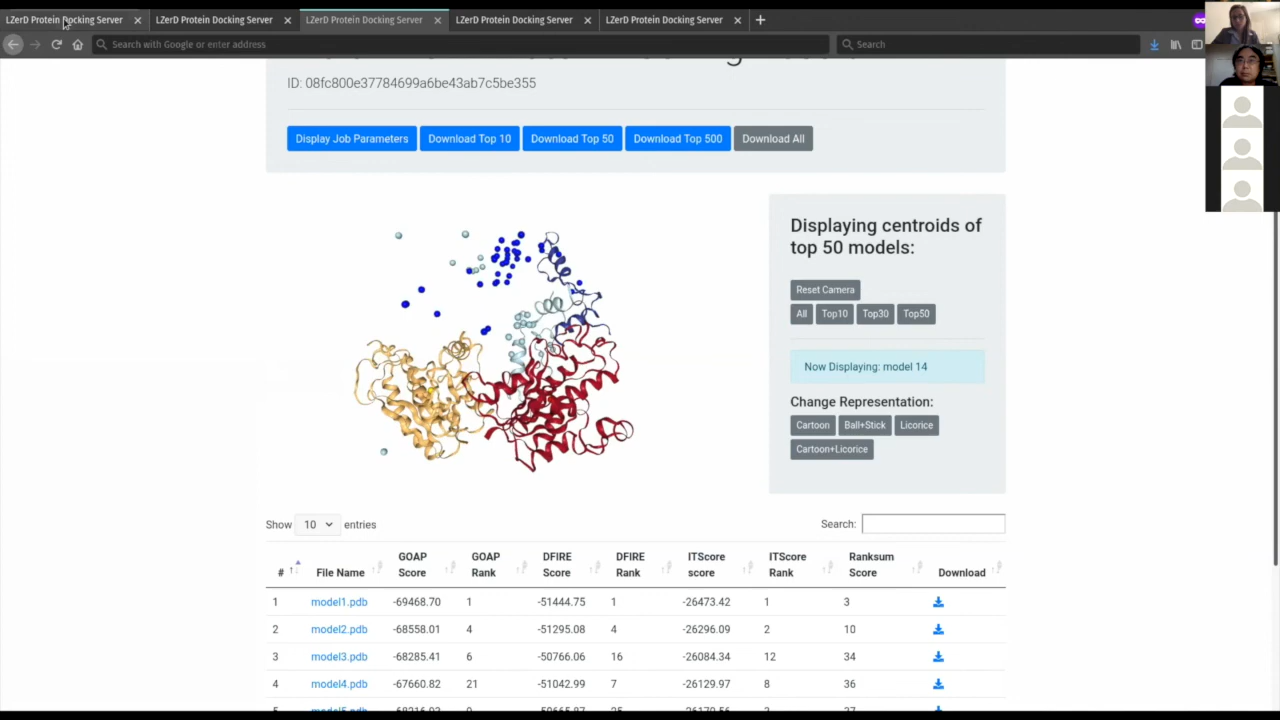 LZerD Protein Docking Server LZerD Protein Docking Server LZerD Protein Docking Server LZerD Protein Docking Server LZerD Protein Docking Server
Search with Google or enter address Search
ID: 08fc800e37784699a6be43ab7c5be355
Display Job Parameters Download Top 10 Download Top 50 Download Top 500 Download All
Displaying centroids of
top 50 models:
Reset Camera
All Top10 Top30 Top50
Now Displaying: model 14
Change Representation:
Cartoon Ball+Stick Licorice
Cartoon+Licorice
Show 10 entries Search:
# File Name GOAP Score GOAP Rank DFIRE Score DFIRE Rank ITScore score ITScore Rank Ranksum Score Download
1 model1.pdb -69468.70 1 -51444.75 1 -26473.42 1 3
2 model2.pdb -68558.01 4 -51295.08 4 -26296.09 2 10
3 model3.pdb -68285.41 6 -50766.06 16 -26084.34 12 34
4 model4.pdb -67660.82 21 -51042.99 7 -26129.97 8 36